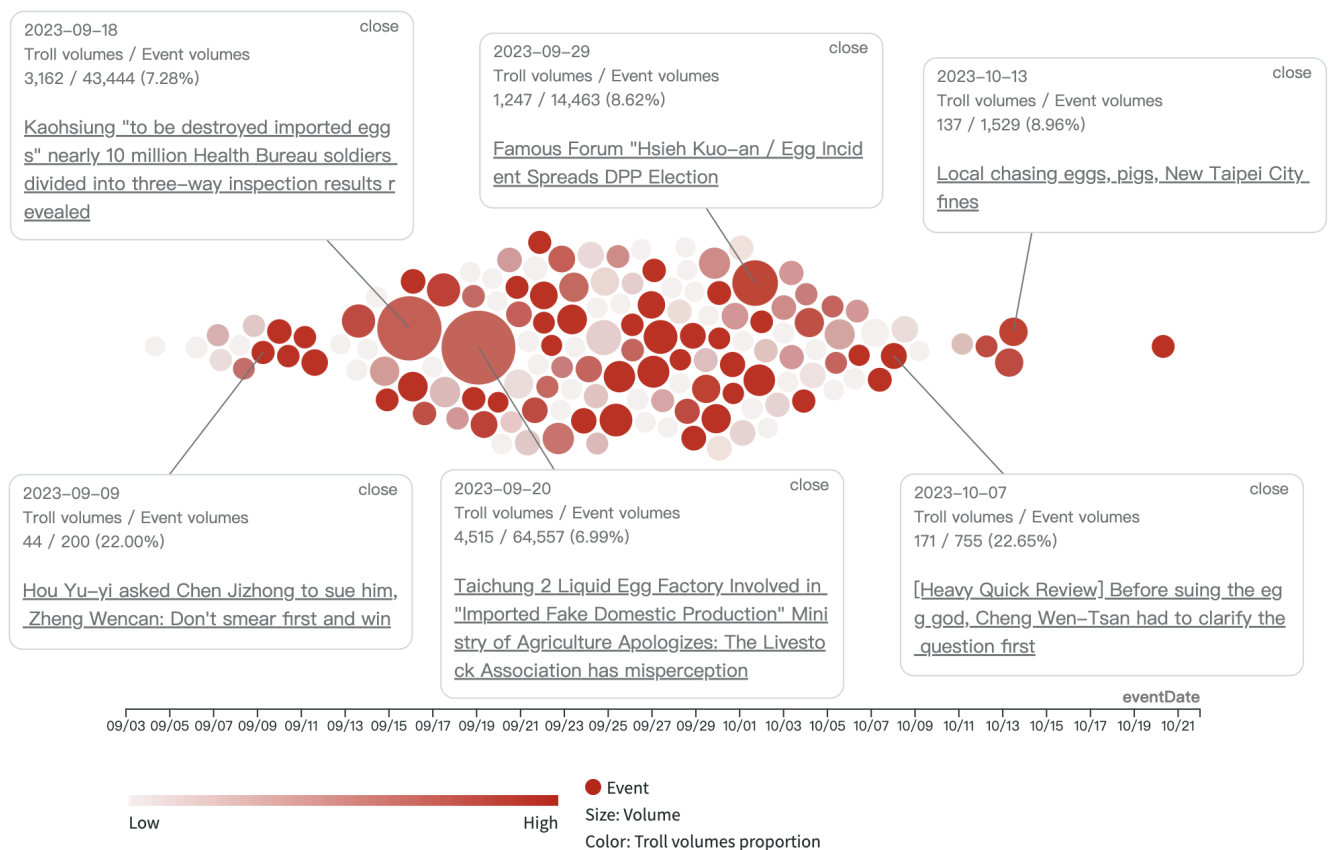 2023-09-18
close
Troll volumes / Event volumes
3,162 / 43,444 (7.28%)
Kaohsiung "to be destroyed imported egg
s" nearly 10 million Health Bureau soldiers
divided into three-way inspection results r
evealed
2023-09-29
close
Troll volumes / Event volumes
1,247 / 14,463 (8.62%)
Famous Forum "Hsieh Kuo-an / Egg Incid
ent Spreads DPP Election
2023-10-13
close
Troll volumes / Event volumes
137 / 1,529 (8.96%)
Local chasing eggs, pigs, New Taipei City
fines
2023-09-09
close
Troll volumes / Event volumes
44 / 200 (22.00%)
Hou Yu-yi asked Chen Jizhong to sue him,
Zheng Wencan: Don't smear first and win
2023-09-20
close
Troll volumes / Event volumes
4,515 / 64,557 (6.99%)
Taichung 2 Liquid Egg Factory Involved in
"Imported Fake Domestic Production" Mini
stry of Agriculture Apologizes: The Livesto
ck Association has misperception
2023-10-07
close
Troll volumes / Event volumes
171 / 755 (22.65%)
[Heavy Quick Review] Before suing the eg
g god, Cheng Wen-Tsan had to clarify the
question first
eventDate
09/03 09/05 09/07 09/09 09/11 09/13 09/15 09/17 09/19 09/21 09/23 09/25 09/27 09/29 10/01 10/03 10/05 10/07 10/09 10/11 10/13 10/15 10/17 10/19 10/21
Low
High
Event
Size: Volume
Color: Troll volumes proportion